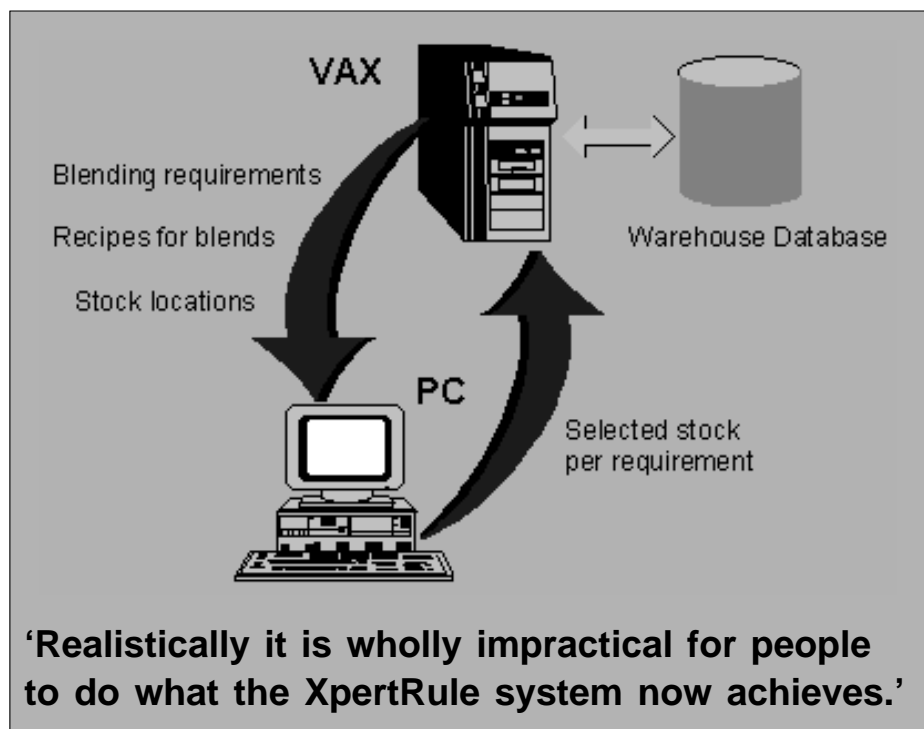 VAX
Blending requirements
Recipes for blends
Stock locations
Warehouse Database
PC
Selected stock
per requirement
‘Realistically it is wholly impractical for people
to do what the XpertRule system now achieves.’